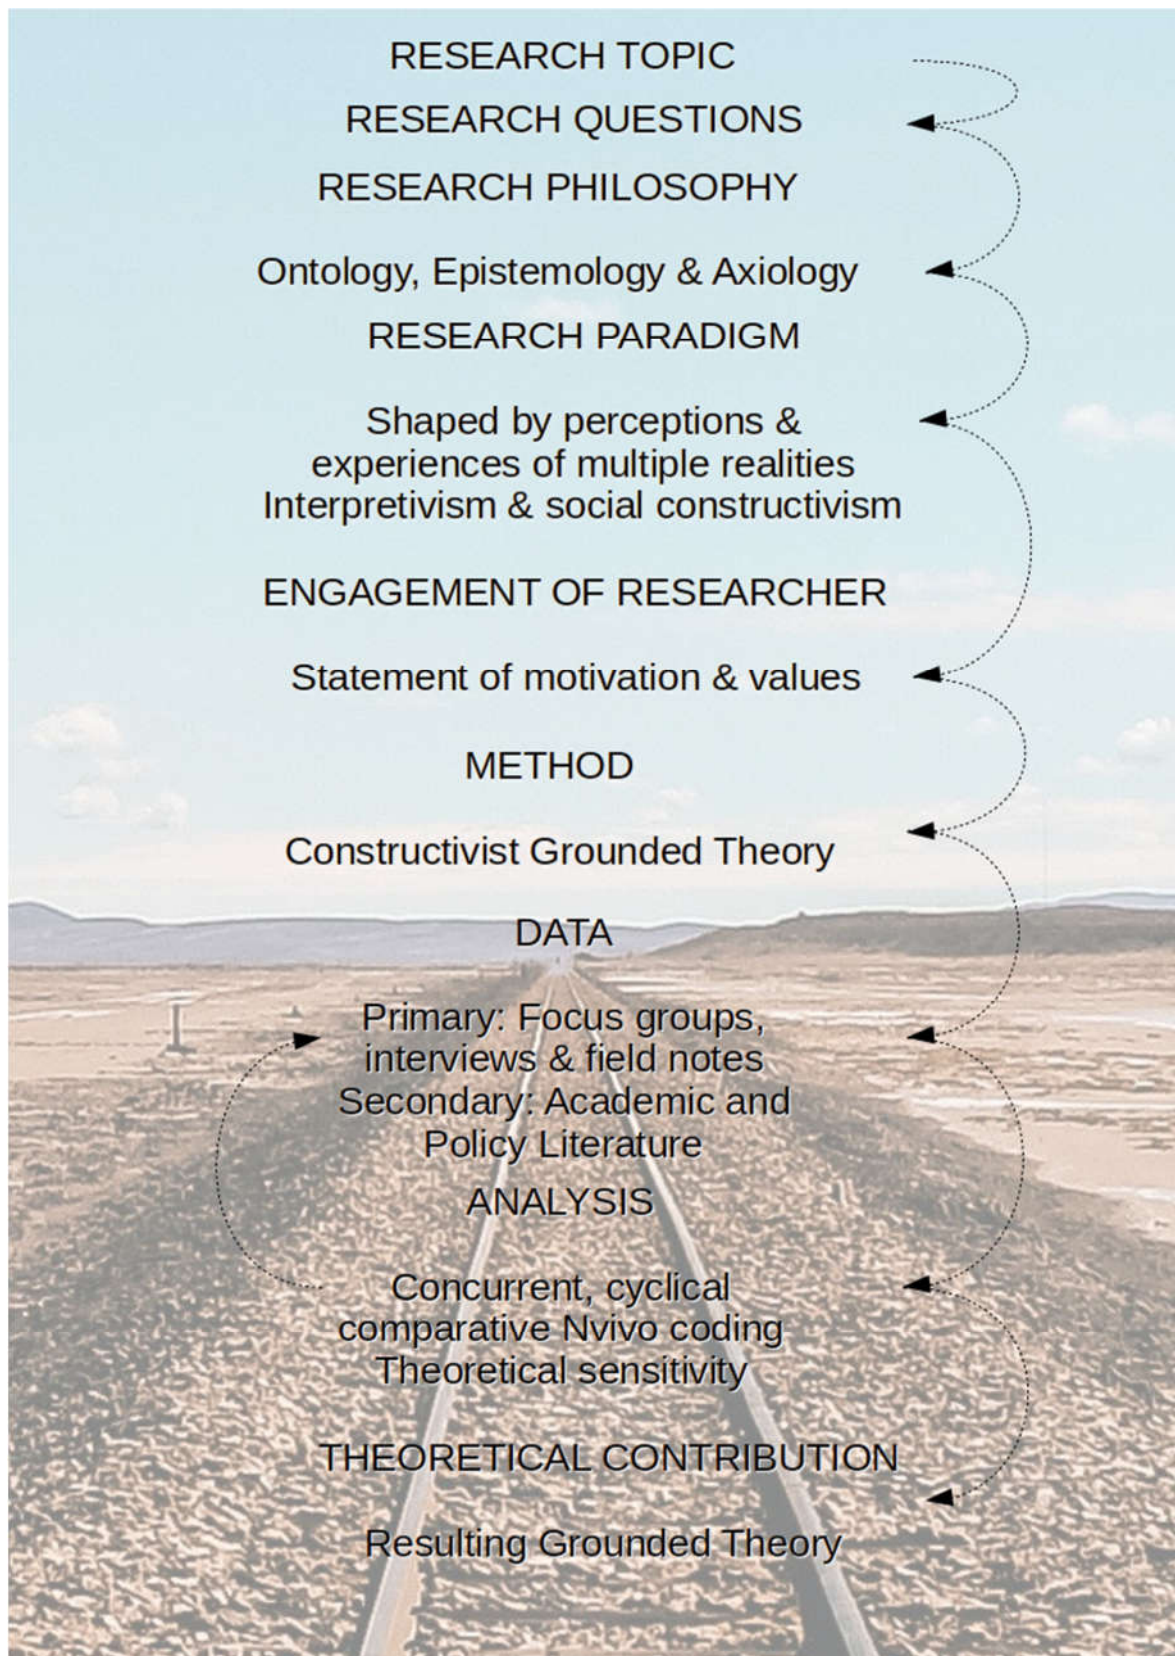 RESEARCH TOPIC
RESEARCH QUESTIONS
RESEARCH PHILOSOPHY
Ontology, Epistemology & Axiology
RESEARCH PARADIGM
Shaped by perceptions &
experiences of multiple realities
Interpretivism & social constructivism
ENGAGEMENT OF RESEARCHER
Statement of motivation & values
METHOD
Constructivist Grounded Theory
DATA
Primary: Focus groups,
interviews & field notes
Secondary: Academic and
Policy Literature
ANALYSIS
Concurrent, cyclical
comparative Nvivo coding
Theoretical sensitivity
THEORETICAL CONTRIBUTION
Resulting Grounded Theory